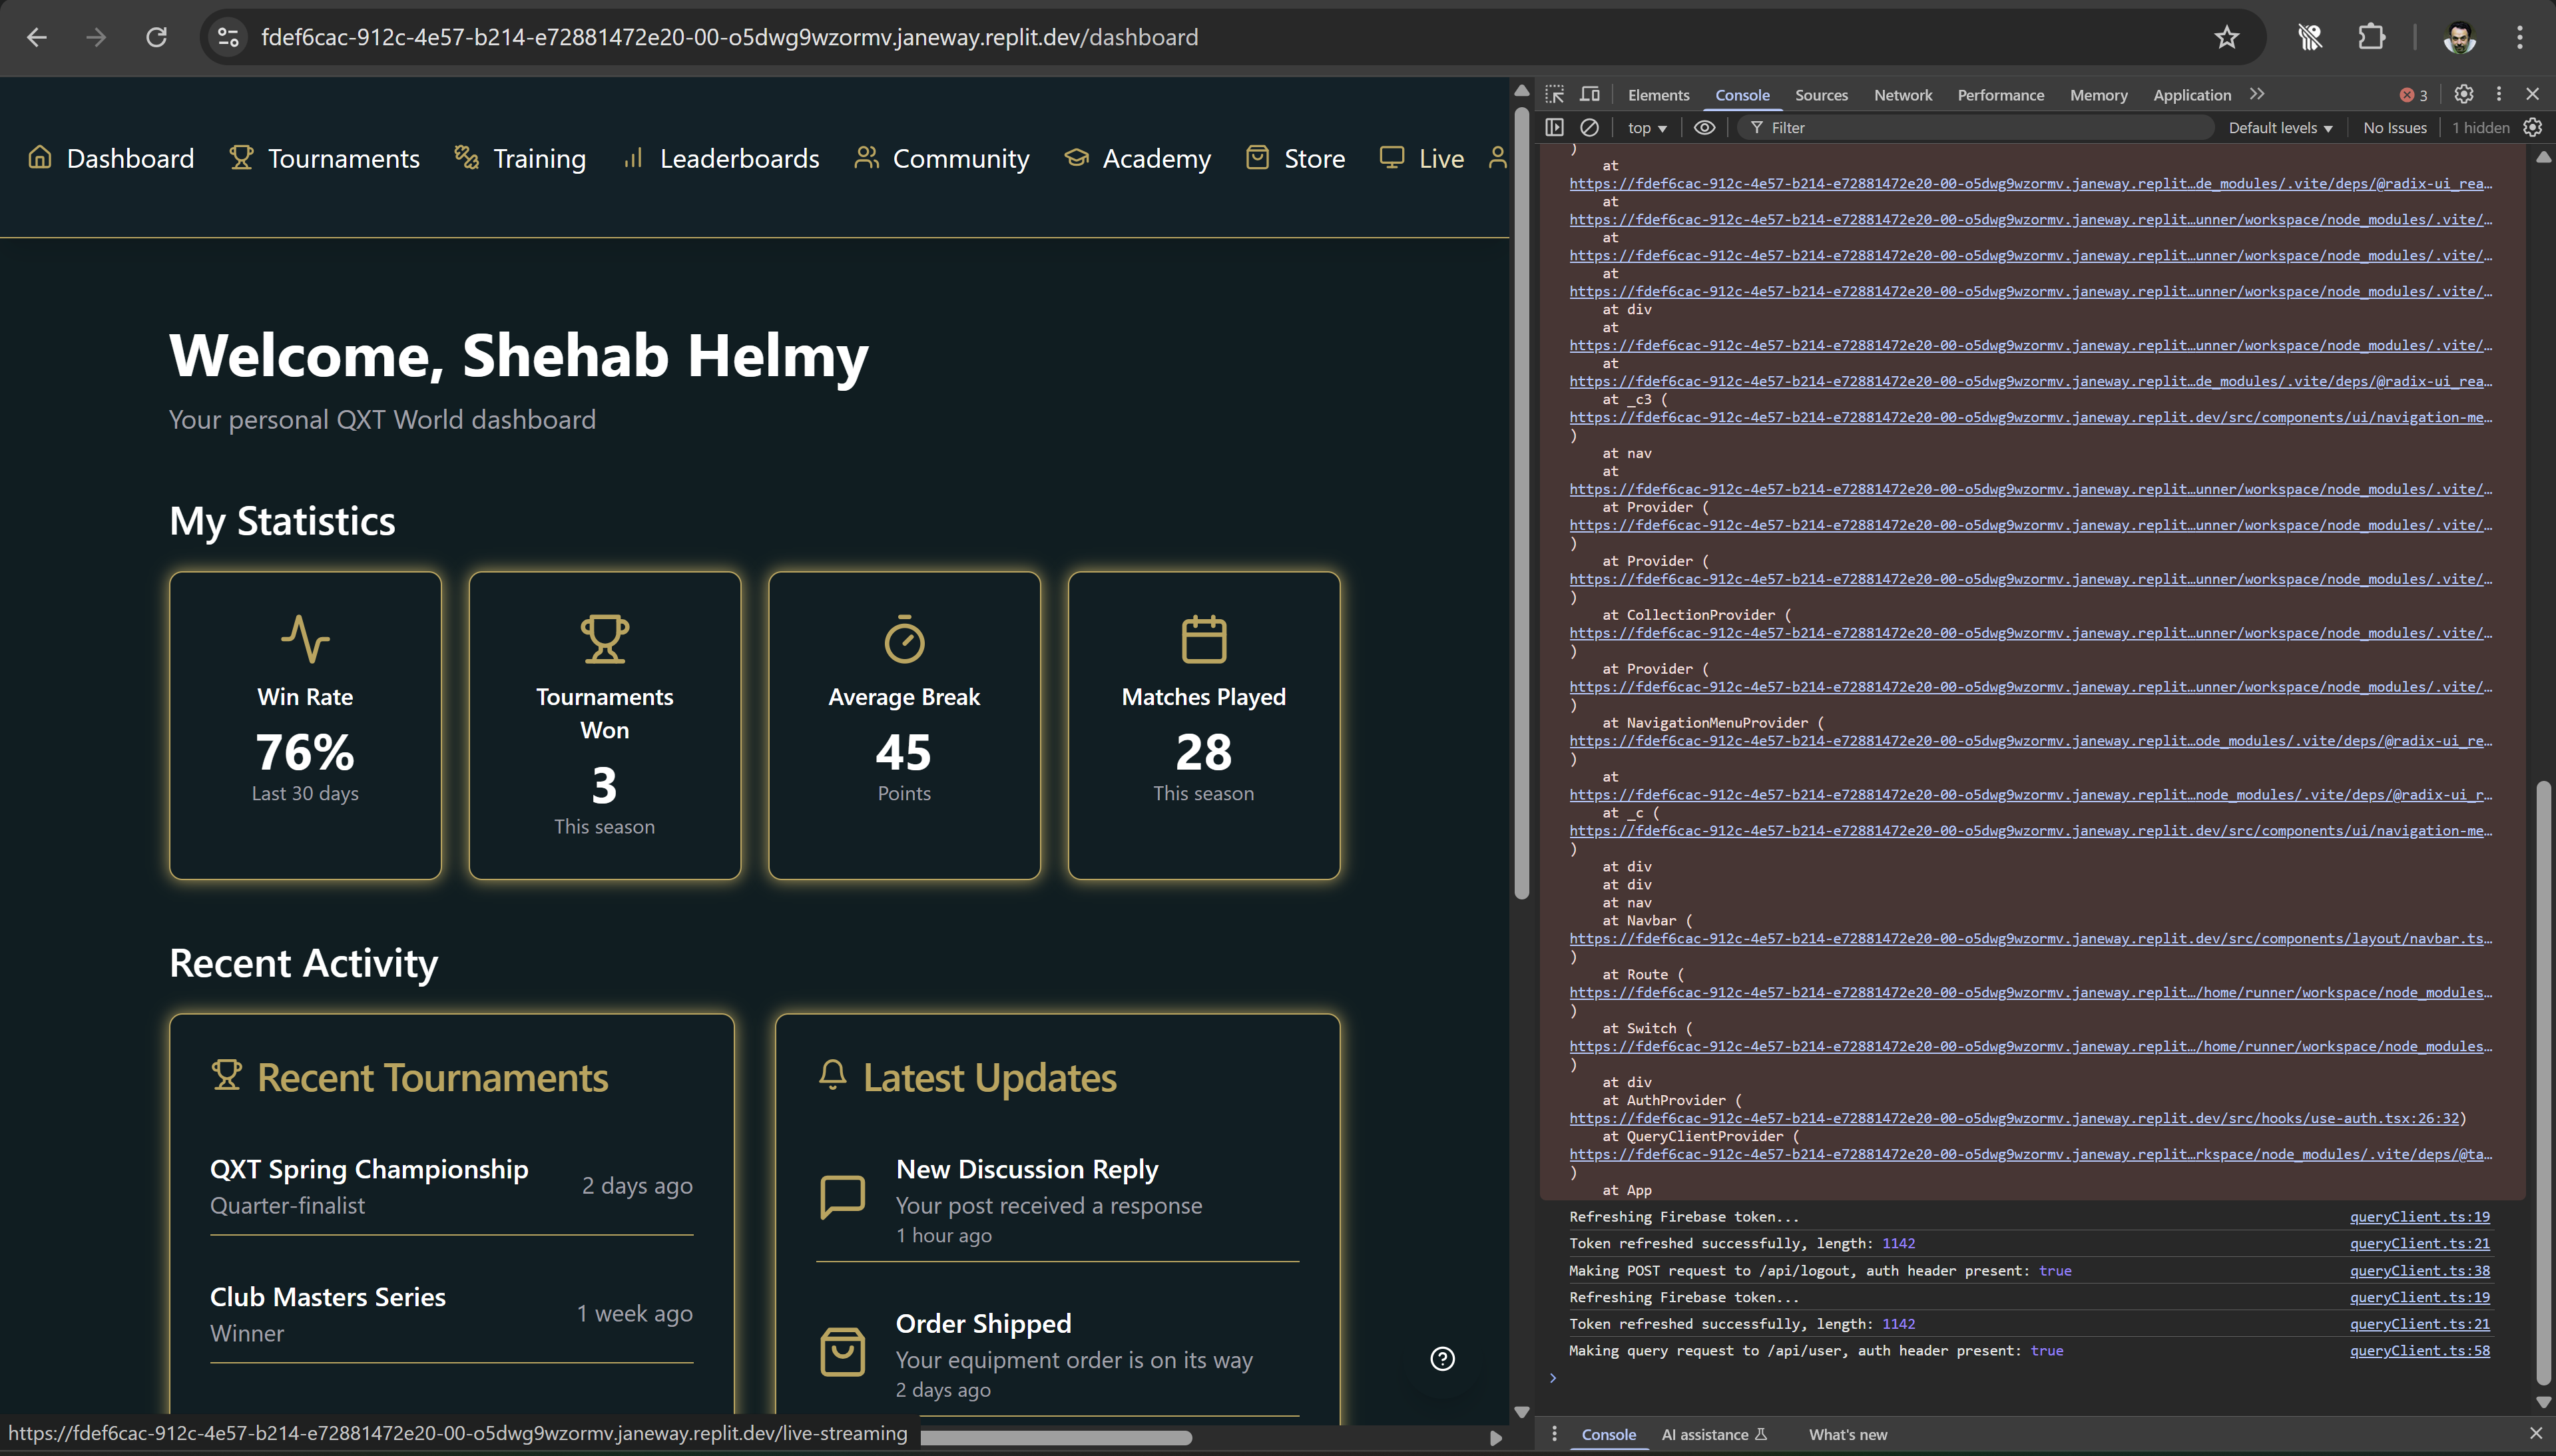 fdef6cac-912c-4e57-b214-e72881472e20-00-o5dwg9wzormv.janeway.replit.dev/dashboard
Dashboard Tournaments Training Leaderboards Community Academy Store Live
Welcome, Shehab Helmy
Your personal QXT World dashboard
My Statistics
Win Rate
76%
Last 30 days
Tournaments
Won
3
This season
Average Break
45
Points
Matches Played
28
This season
Recent Activity
Recent Tournaments
QXT Spring Championship
Quarter-finalist
2 days ago
Club Masters Series
Winner
1 week ago
Latest Updates
New Discussion Reply
Your post received a response
1 hour ago
Order Shipped
Your equipment order is on its way
2 days ago
https://fdef6cac-912c-4e57-b214-e72881472e20-00-o5dwg9wzormv.janeway.replit.dev/live-streaming
Elements Console Sources Network Performance Memory Application 3
top Filter Default levels No Issues 1 hidden
)
at
https://fdef6cac-912c-4e57-b214-e72881472e20-00-o5dwg9wzormv.janeway.replit…de_modules/.vite/deps/@radix-ui_rea…
at
https://fdef6cac-912c-4e57-b214-e72881472e20-00-o5dwg9wzormv.janeway.replit…unner/workspace/node_modules/.vite/…
at
https://fdef6cac-912c-4e57-b214-e72881472e20-00-o5dwg9wzormv.janeway.replit…unner/workspace/node_modules/.vite/…
at
https://fdef6cac-912c-4e57-b214-e72881472e20-00-o5dwg9wzormv.janeway.replit…unner/workspace/node_modules/.vite/…
at div
at
https://fdef6cac-912c-4e57-b214-e72881472e20-00-o5dwg9wzormv.janeway.replit…unner/workspace/node_modules/.vite/…
at
https://fdef6cac-912c-4e57-b214-e72881472e20-00-o5dwg9wzormv.janeway.replit…de_modules/.vite/deps/@radix-ui_rea…
at _c3 (
https://fdef6cac-912c-4e57-b214-e72881472e20-00-o5dwg9wzormv.janeway.replit.dev/src/components/ui/navigation-me…
)
at nav
at
https://fdef6cac-912c-4e57-b214-e72881472e20-00-o5dwg9wzormv.janeway.replit…unner/workspace/node_modules/.vite/…
at Provider (
https://fdef6cac-912c-4e57-b214-e72881472e20-00-o5dwg9wzormv.janeway.replit…unner/workspace/node_modules/.vite/…
)
at Provider (
https://fdef6cac-912c-4e57-b214-e72881472e20-00-o5dwg9wzormv.janeway.replit…unner/workspace/node_modules/.vite/…
)
at CollectionProvider (
https://fdef6cac-912c-4e57-b214-e72881472e20-00-o5dwg9wzormv.janeway.replit…unner/workspace/node_modules/.vite/…
)
at Provider (
https://fdef6cac-912c-4e57-b214-e72881472e20-00-o5dwg9wzormv.janeway.replit…unner/workspace/node_modules/.vite/…
)
at NavigationMenuProvider (
https://fdef6cac-912c-4e57-b214-e72881472e20-00-o5dwg9wzormv.janeway.replit…ode_modules/.vite/deps/@radix-ui_re…
)
at
https://fdef6cac-912c-4e57-b214-e72881472e20-00-o5dwg9wzormv.janeway.replit…node_modules/.vite/deps/@radix-ui_r…
at _c (
https://fdef6cac-912c-4e57-b214-e72881472e20-00-o5dwg9wzormv.janeway.replit.dev/src/components/ui/navigation-me…
)
at div
at div
at nav
at Navbar (
https://fdef6cac-912c-4e57-b214-e72881472e20-00-o5dwg9wzormv.janeway.replit.dev/src/components/layout/navbar.ts…
)
at Route (
https://fdef6cac-912c-4e57-b214-e72881472e20-00-o5dwg9wzormv.janeway.replit…/home/runner/workspace/node_modules…
)
at Switch (
https://fdef6cac-912c-4e57-b214-e72881472e20-00-o5dwg9wzormv.janeway.replit…/home/runner/workspace/node_modules…
)
at div
at AuthProvider (
https://fdef6cac-912c-4e57-b214-e72881472e20-00-o5dwg9wzormv.janeway.replit.dev/src/hooks/use-auth.tsx:26:32)
at QueryClientProvider (
https://fdef6cac-912c-4e57-b214-e72881472e20-00-o5dwg9wzormv.janeway.replit…rkspace/node_modules/.vite/deps/@ta…
)
at App
Refreshing Firebase token... queryClient.ts:19
Token refreshed successfully, length: 1142 queryClient.ts:21
Making POST request to /api/logout, auth header present: true queryClient.ts:38
Refreshing Firebase token... queryClient.ts:19
Token refreshed successfully, length: 1142 queryClient.ts:21
Making query request to /api/user, auth header present: true queryClient.ts:58
Console AI assistance What's new